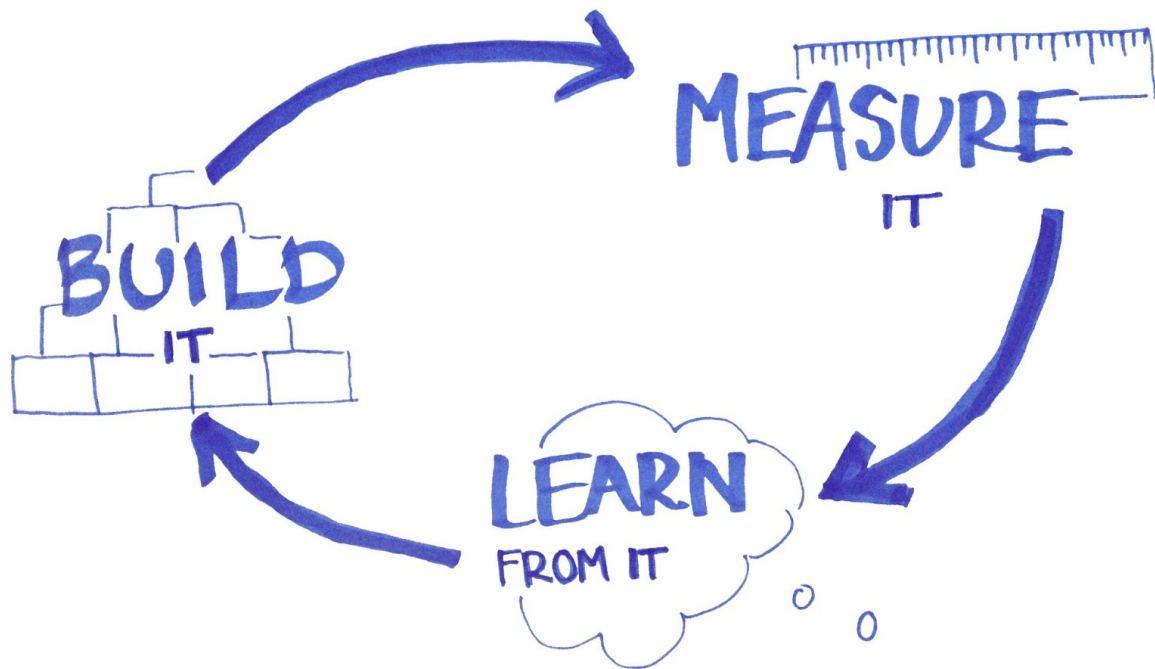 BUILD
IT
MEASURE
IT
LEARN
FROM IT